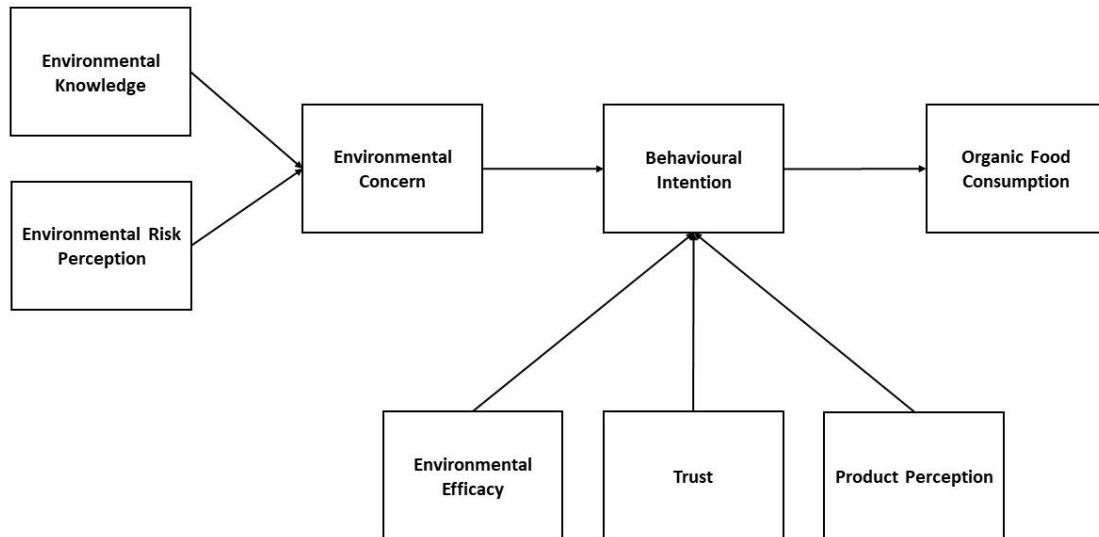 Environmental
Knowledge
Environmental Risk
Perception
Environmental
Concern
Behavioural
Intention
Organic Food
Consumption
Environmental
Efficacy
Trust
Product Perception